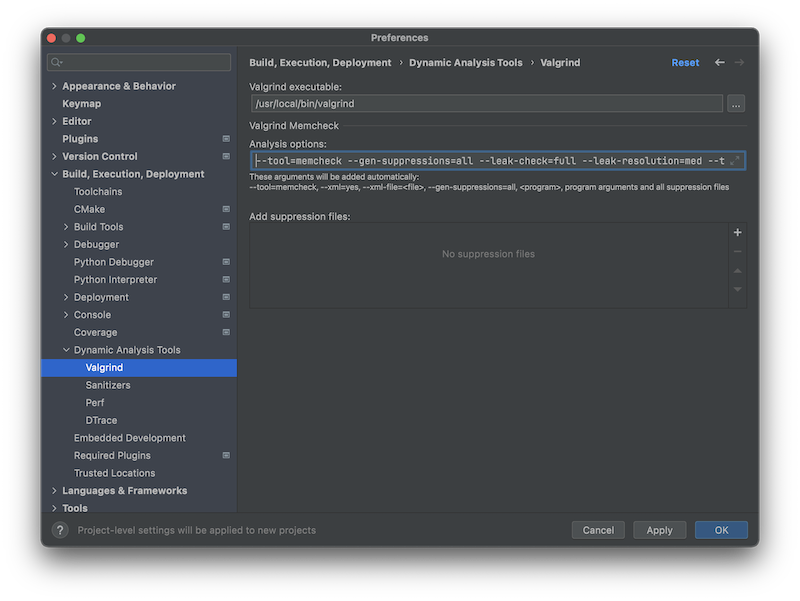 Preferences
Appearance & Behavior
Keymap
Editor
Plugins
Version Control
Build, Execution, Deployment
Toolchains
CMake
Build Tools
Debugger
Python Debugger
Python Interpreter
Deployment
Console
Coverage
Dynamic Analysis Tools
Valgrind
Sanitizers
Perf
DTrace
Embedded Development
Required Plugins
Trusted Locations
Languages & Frameworks
Tools
Build, Execution, Deployment › Dynamic Analysis Tools › Valgrind Reset
Valgrind executable:
/usr/local/bin/valgrind ...
Valgrind Memcheck
Analysis options:
--tool=memcheck --gen-suppressions=all --leak-check=full --leak-resolution=med --t
These arguments will be added automatically:
--tool=memcheck, --xml=yes, --xml-file=<file>, --gen-suppressions=all, <program>, program arguments and all suppression files
Add suppression files:
No suppression files
? Project-level settings will be applied to new projects
Cancel Apply OK